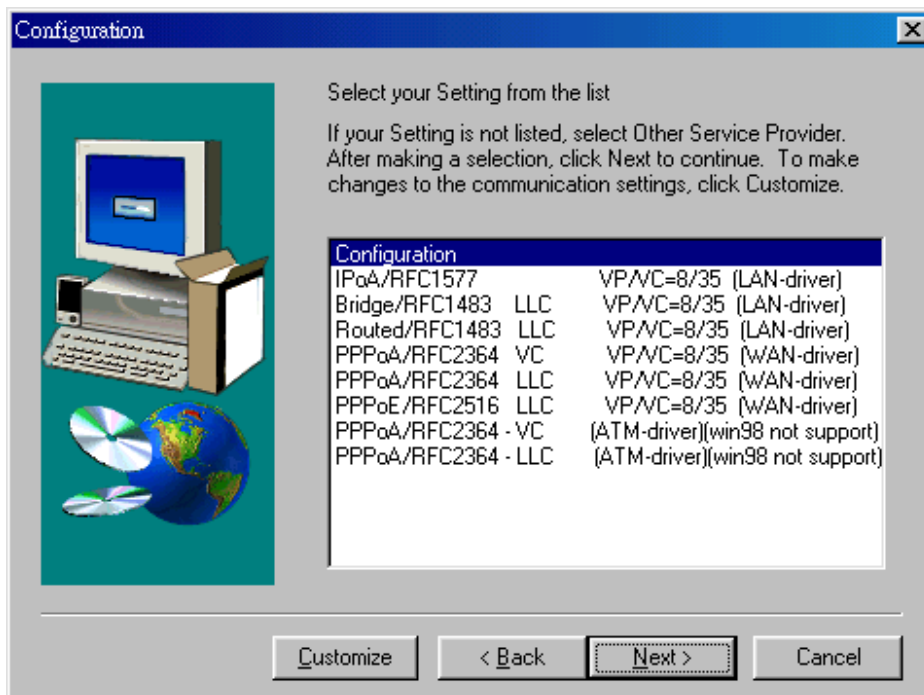 Configuration
Select your Setting from the list
If your Setting is not listed, select Other Service Provider.
After making a selection, click Next to continue.  To make
changes to the communication settings, click Customize.
Configuration
IPoA/RFC1577 VP/VC=8/35 (LAN-driver)
Bridge/RFC1483 LLC VP/VC=8/35 (LAN-driver)
Routed/RFC1483 LLC VP/VC=8/35 (LAN-driver)
PPPoA/RFC2364 VC VP/VC=8/35 (WAN-driver)
PPPoA/RFC2364 LLC VP/VC=8/35 (WAN-driver)
PPPoE/RFC2516 LLC VP/VC=8/35 (WAN-driver)
PPPoA/RFC2364 - VC (ATM-driver)(win98 not support)
PPPoA/RFC2364 - LLC (ATM-driver)(win98 not support)
Customize < Back Next > Cancel